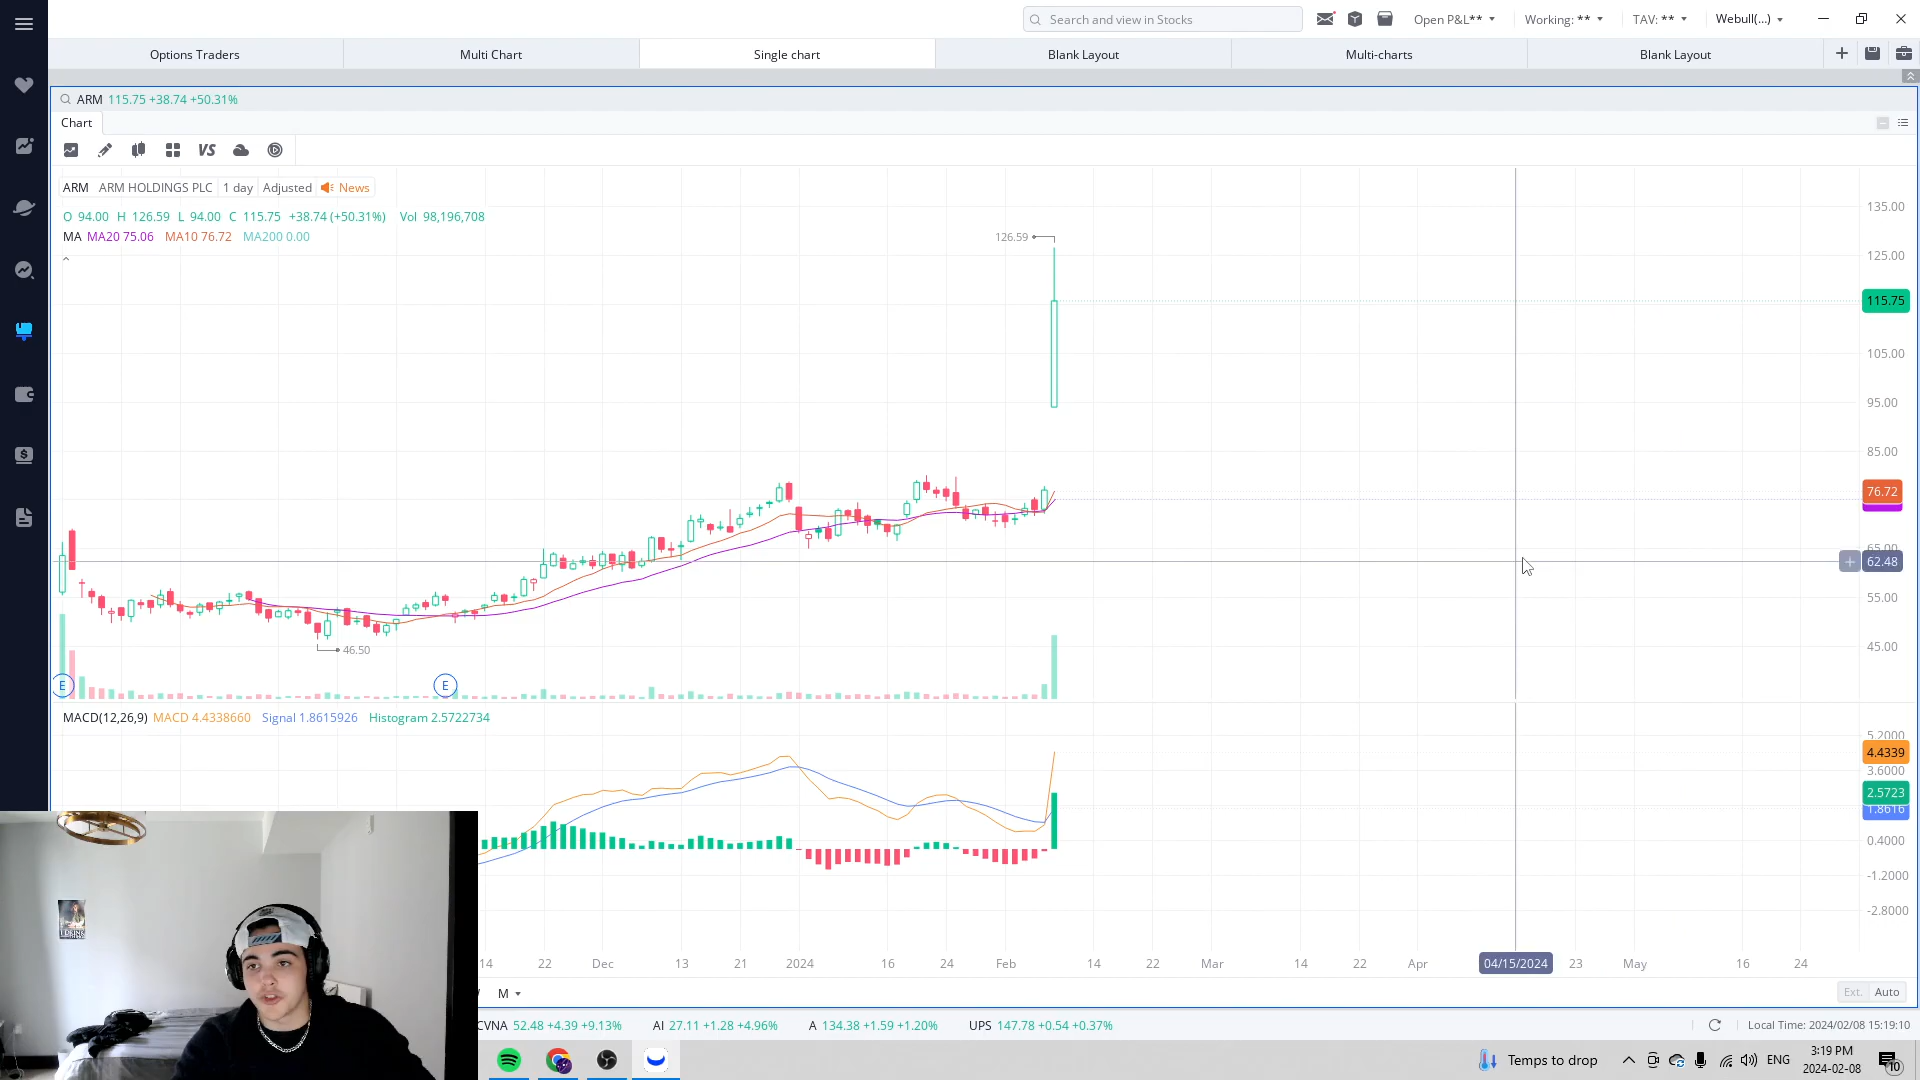 Search and view in Stocks
Open P&L**
Working: **
TAV: **
Webull(...)
Options Traders
Multi Chart
Single chart
Blank Layout
Multi-charts
Blank Layout
ARM 115.75 +38.74 +50.31%
Chart
VS
ARM ARM HOLDINGS PLC 1 day Adjusted News
O 94.00 H 126.59 L 94.00 C 115.75 +38.74 (+50.31%) Vol 98,196,708
MA MA20 75.06 MA10 76.72 MA200 0.00
126.59
46.50
E
E
135.00
125.00
115.75
105.00
95.00
85.00
76.72
65.00
62.48
55.00
45.00
MACD(12,26,9) MACD 4.4338660 Signal 1.8615926 Histogram 2.5722734
5.2000
4.4339
3.6000
2.5723
1.8616
0.4000
-1.2000
-2.8000
14 22 Dec 13 21 2024 16 24 Feb 14 22 Mar 14 22 Apr 04/15/2024 23 May 16 24
M
Ext. Auto
CVNA 52.48 +4.39 +9.13% AI 27.11 +1.28 +4.96% A 134.38 +1.59 +1.20% UPS 147.78 +0.54 +0.37%
Local Time: 2024/02/08 15:19:10
Temps to drop
ENG
3:19 PM
2024-02-08
10